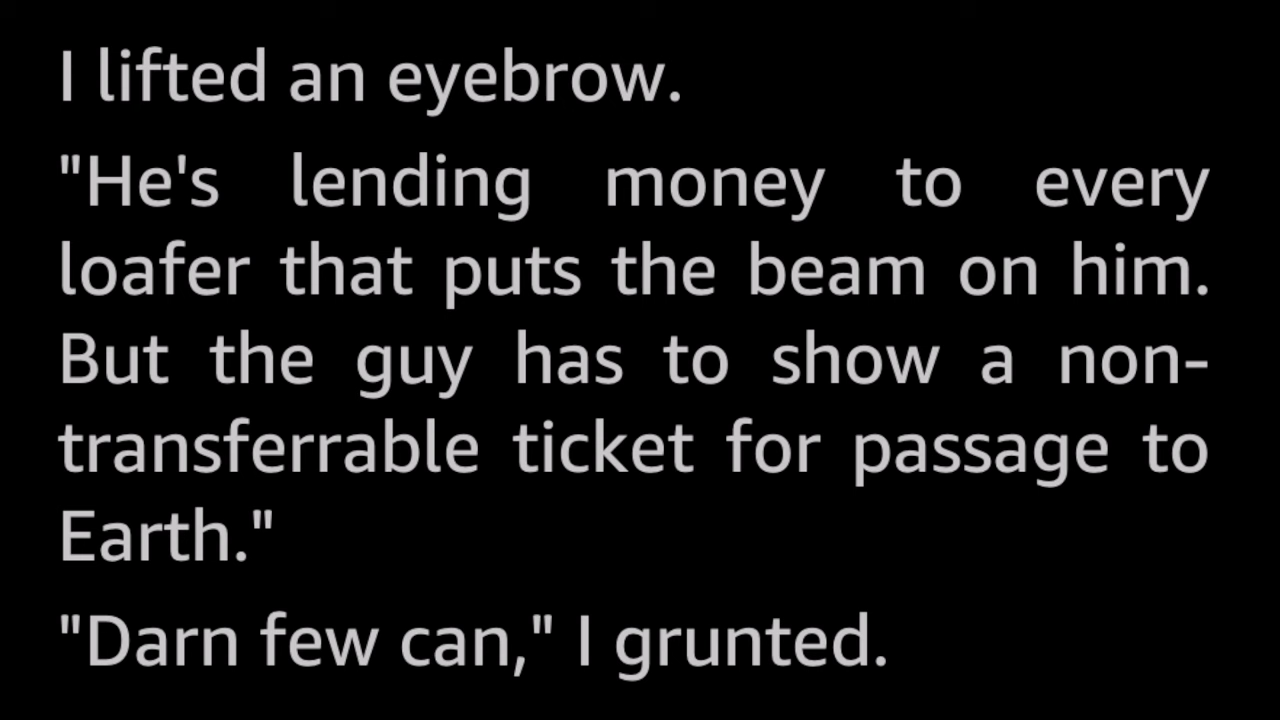 I lifted an eyebrow.
"He's lending money to every
loafer that puts the beam on him.
But the guy has to show a non-
transferrable ticket for passage to
Earth."
"Darn few can," I grunted.